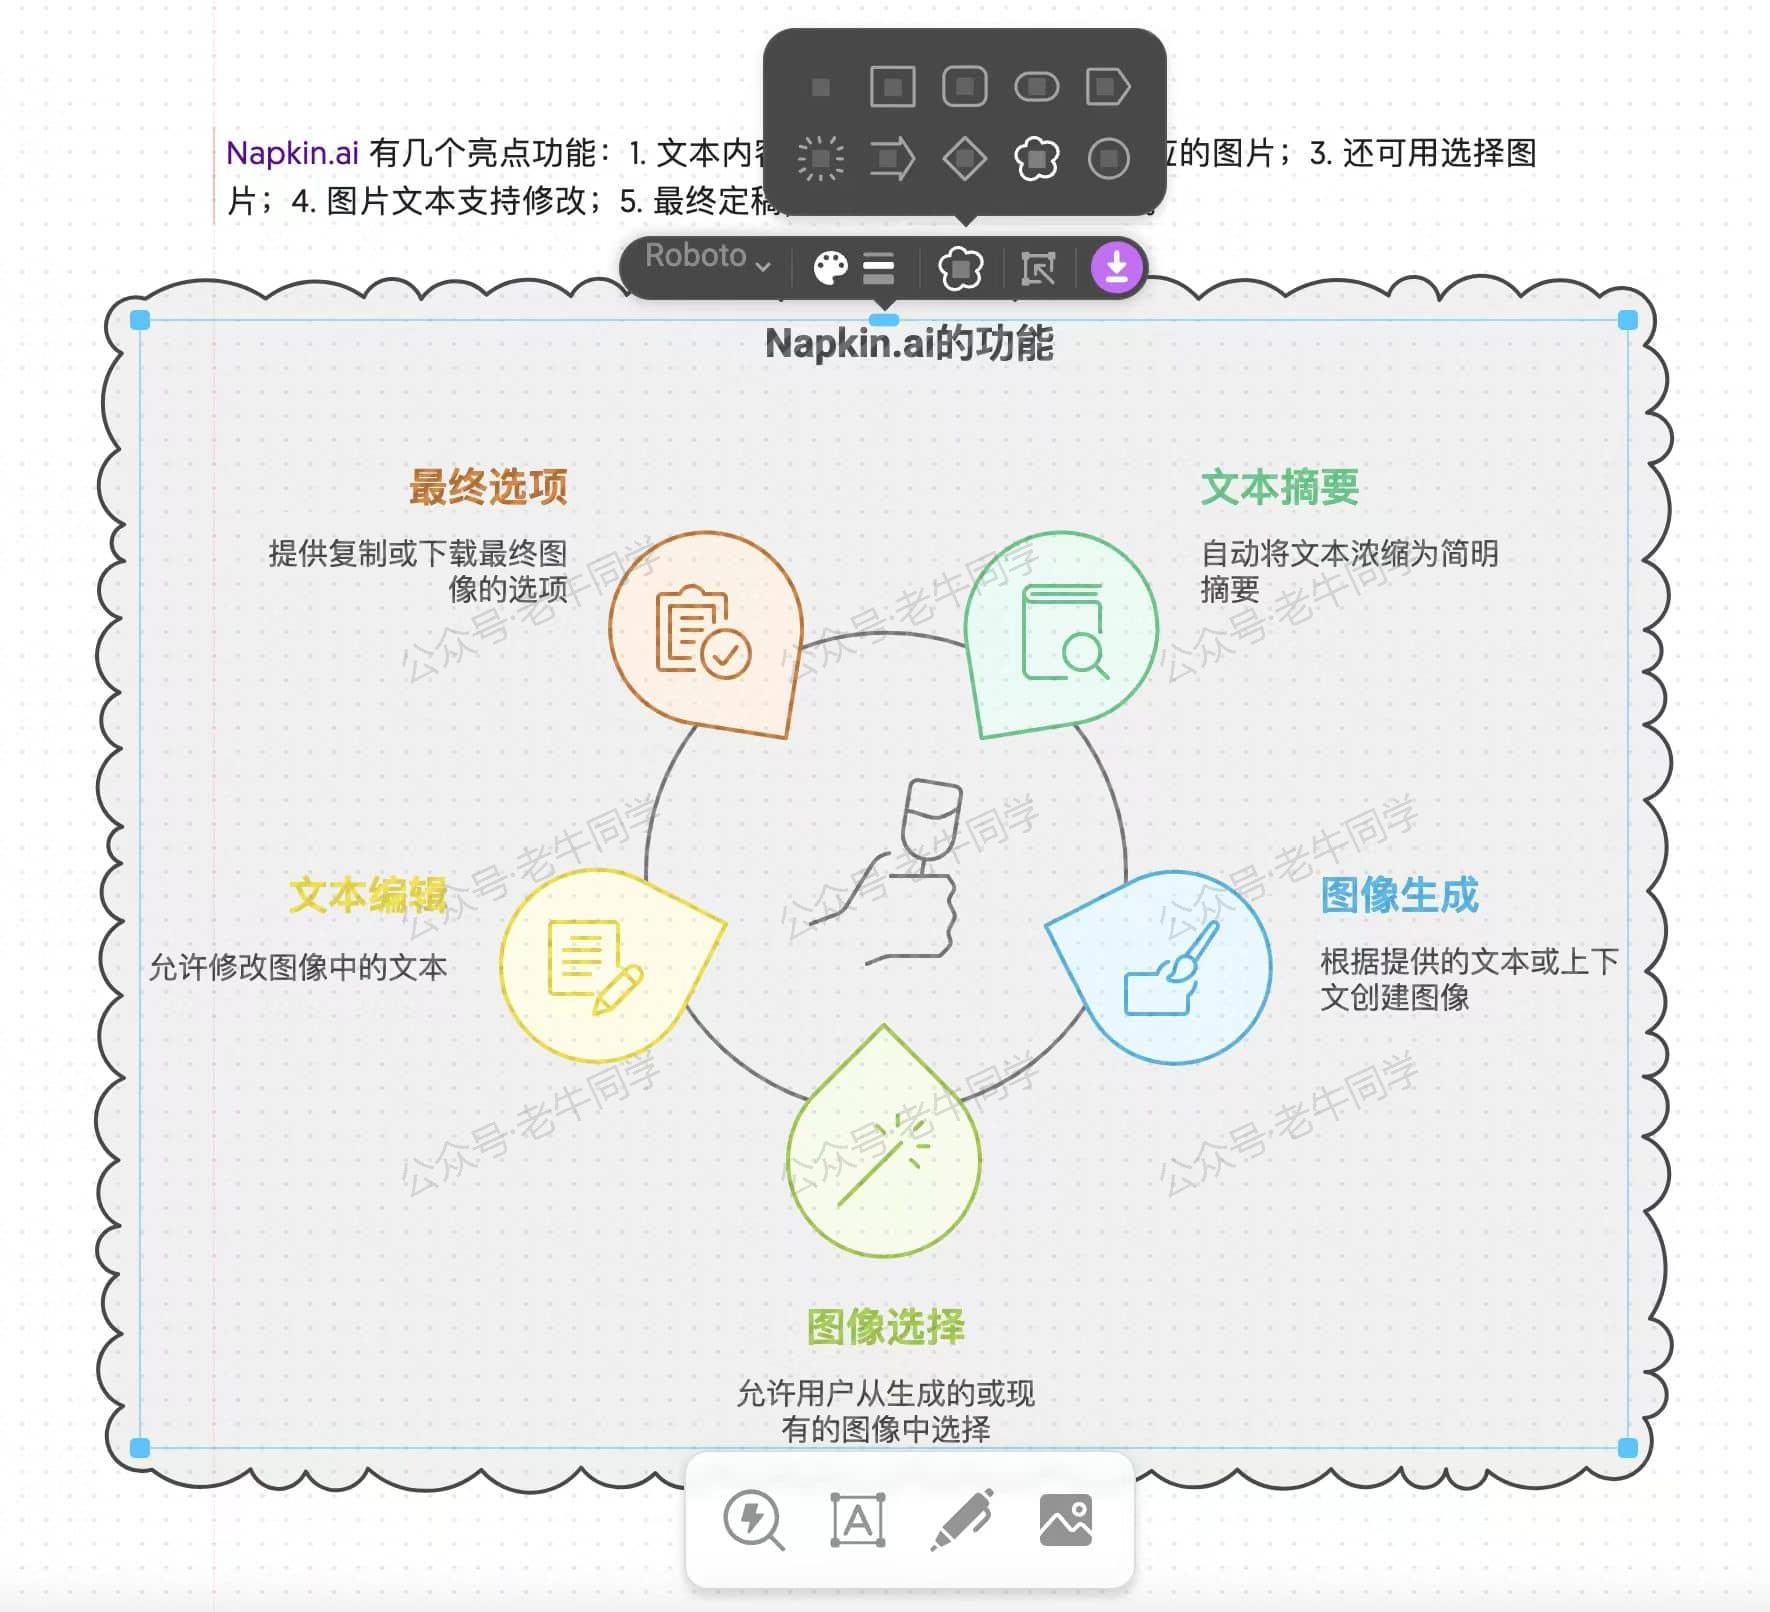 Napkin.ai 有几个亮点功能：1. 文本内容 应的图片；3. 还可用选择图
片；4. 图片文本支持修改；5. 最终定稿
Roboto
Napkin.ai的功能
最终选项
提供复制或下载最终图
像的选项
文本摘要
自动将文本浓缩为简明
摘要
文本编辑
允许修改图像中的文本
图像生成
根据提供的文本或上下
文创建图像
图像选择
允许用户从生成的或现
有的图像中选择
A
公众号·老牛同学
公众号·老牛同学
公众号·老牛同学
公众号·老牛同学
公众号·老牛同学
公众号·老牛同学
公众号·老牛同学
公众号·老牛同学
公众号·老牛同学